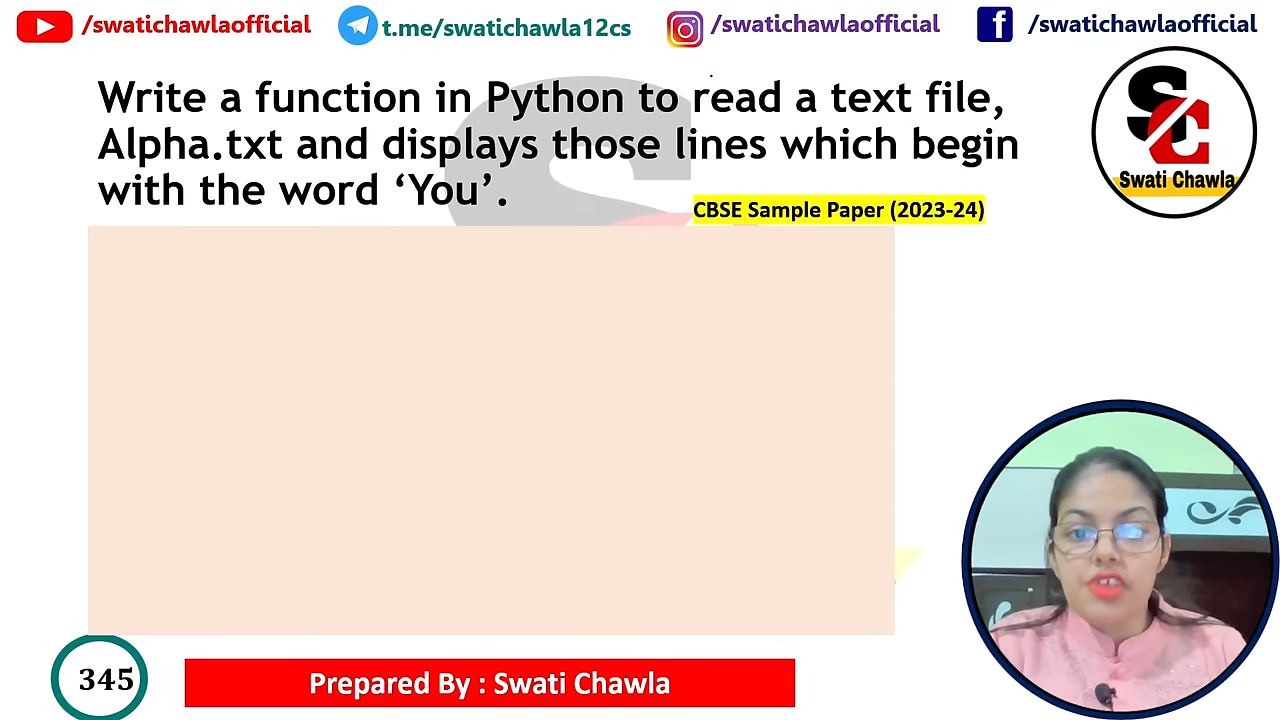 /swatichawlaofficial t.me/swatichawla12cs /swatichawlaofficial /swatichawlaofficial
Write a function in Python to read a text file,
Alpha.txt and displays those lines which begin
with the word ‘You’.
CBSE Sample Paper (2023-24)
SC
Swati Chawla
345
Prepared By : Swati Chawla